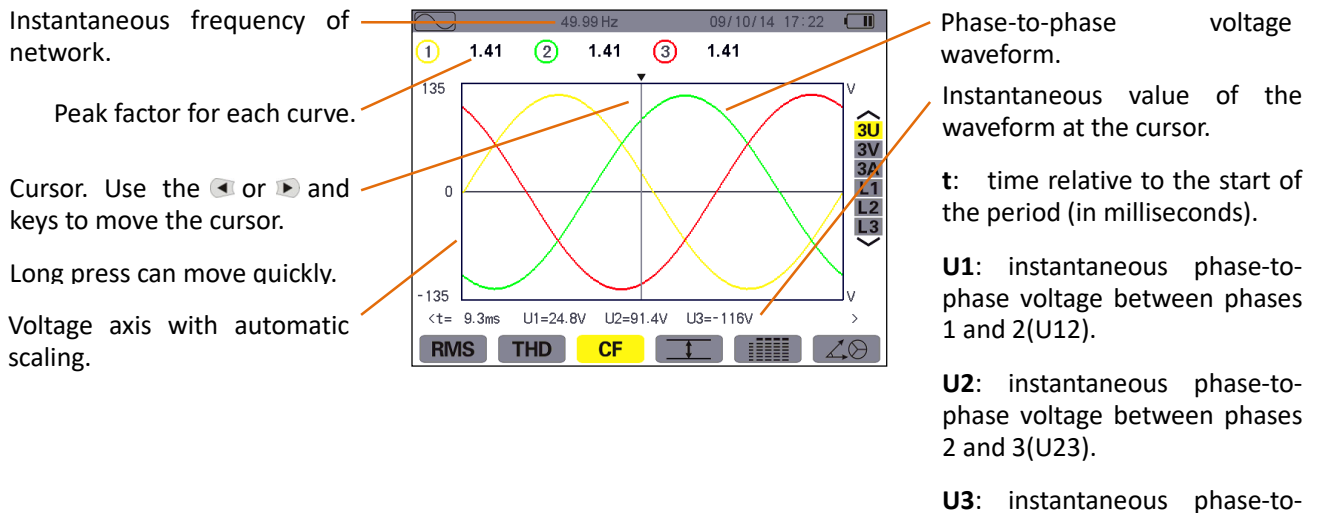 Instantaneous frequency of
network.
Peak factor for each curve.
Cursor. Use the ◄ or ► and
keys to move the cursor.
Long press can move quickly.
Voltage axis with automatic
scaling.
49.99 Hz 09/10/14 17:22
1 1.41 2 1.41 3 1.41
135 V
0
-135 V
3U
3V
3A
L1
L2
L3
<t= 9.3ms U1=24.8V U2=91.4V U3=-116V >
RMS THD CF
Phase-to-phase voltage
waveform.
Instantaneous value of the
waveform at the cursor.
t: time relative to the start of
the period (in milliseconds).
U1: instantaneous phase-to-
phase voltage between phases
1 and 2(U12).
U2: instantaneous phase-to-
phase voltage between phases
2 and 3(U23).
U3: instantaneous phase-to-